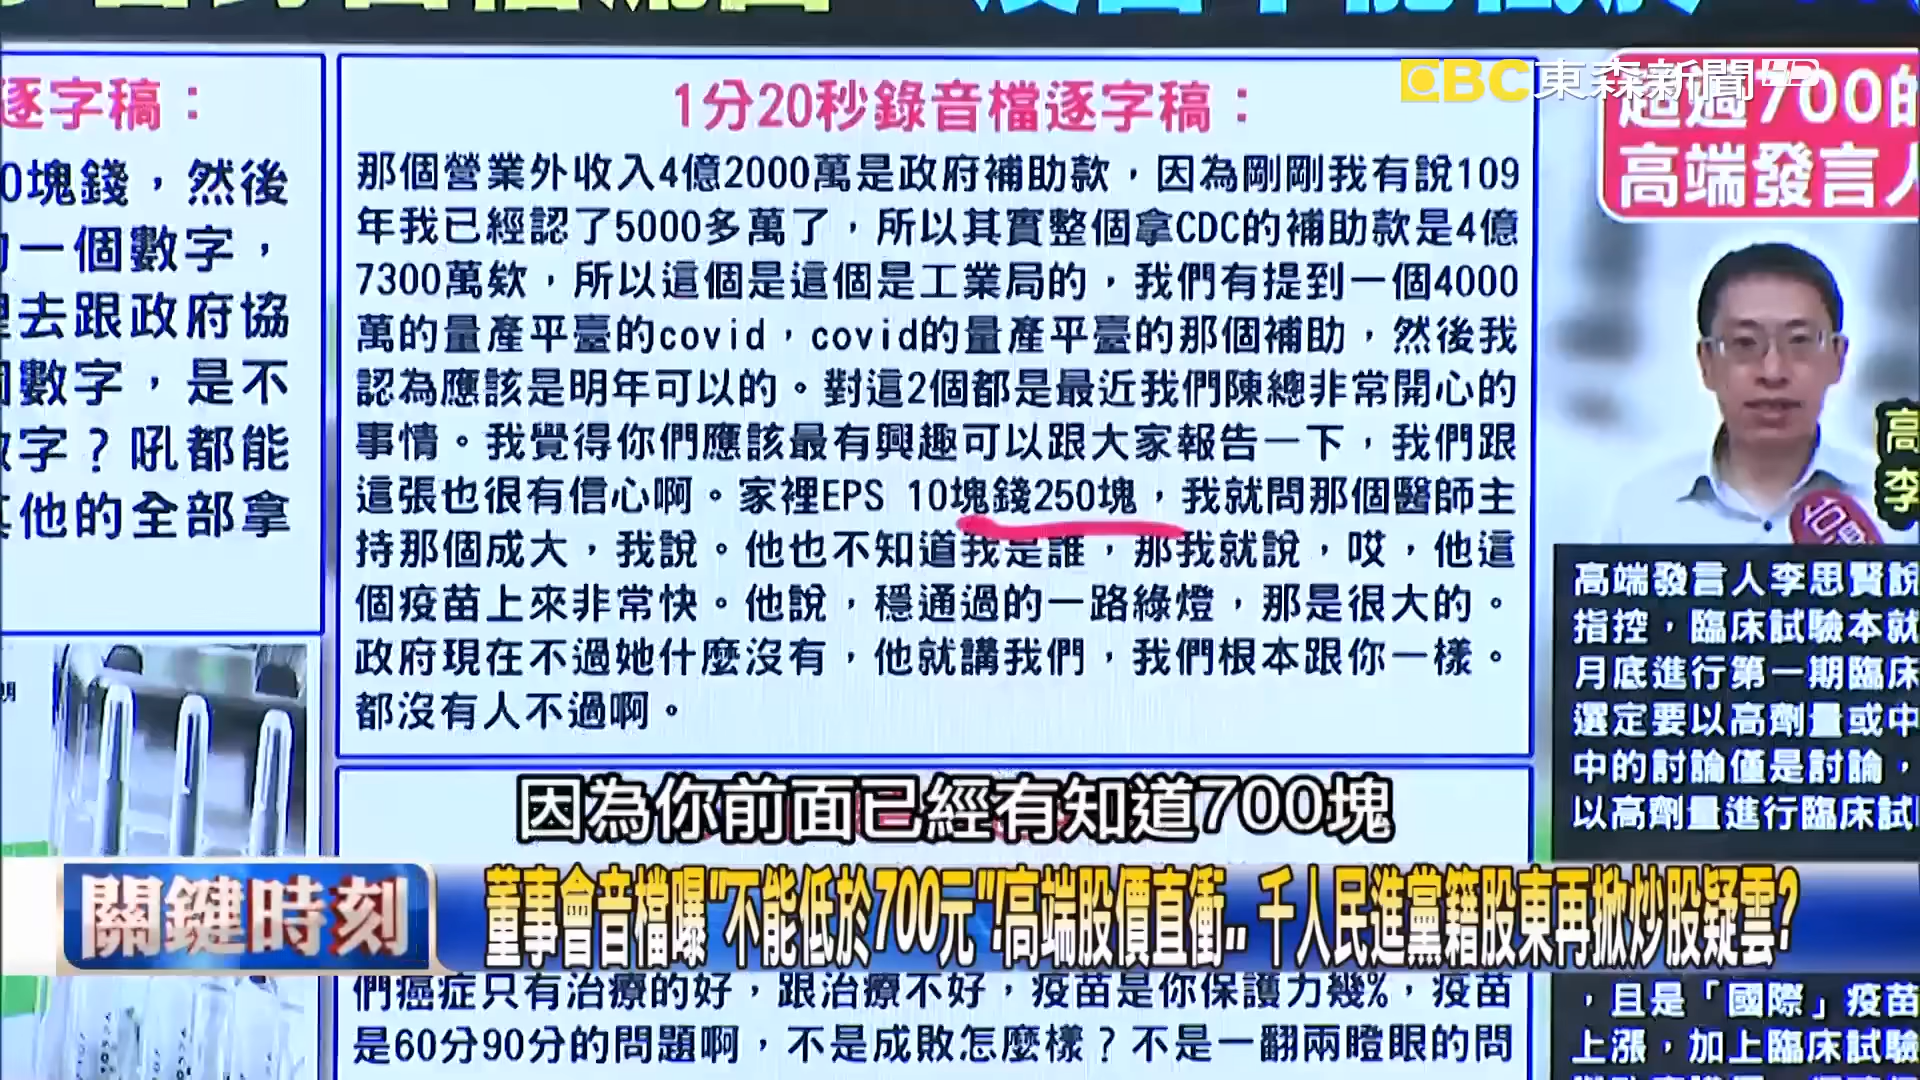 逐字稿：
0塊錢，然後
一個數字，
去跟政府協
數字，是不
字？吼都能
他的全部拿
1分20秒錄音檔逐字稿：
那個營業外收入4億2000萬是政府補助款，因為剛剛我有說109
年我已經認了5000多萬了，所以其實整個拿CDC的補助款是4億
7300萬欸，所以這個是這個是工業局的，我們有提到一個4000
萬的量產平臺的covid，covid的量產平臺的那個補助，然後我
認為應該是明年可以的。對這2個都是最近我們陳總非常開心的
事情。我覺得你們應該最有興趣可以跟大家報告一下，我們跟
這張也很有信心啊。家裡EPS 10塊錢250塊，我就問那個醫師主
持那個成大，我說。他也不知道我是誰，那我就說，哎，他這
個疫苗上來非常快。他說，穩通過的一路綠燈，那是很大的。
政府現在不過她什麼沒有，他就講我們，我們根本跟你一樣。
都沒有人不過啊。
EBC東森新聞HD
超過700的
高端發言人
高
李
高端發言人李思賢說
指控，臨床試驗本就
月底進行第一期臨床
選定要以高劑量或中
中的討論僅是討論，
以高劑量進行臨床試
因為你前面已經有知道700塊
關鍵時刻
董事會音檔曝"不能低於700元"!高端股價直衝.. 千人民進黨籍股東再掀炒股疑雲?
們癌症只有治療的好，跟治療不好，疫苗是你保護力幾%，疫苗
是60分90分的問題啊，不是成敗怎麼樣？不是一翻兩瞪眼的問
，且是「國際」疫苗
上漲，加上臨床試驗